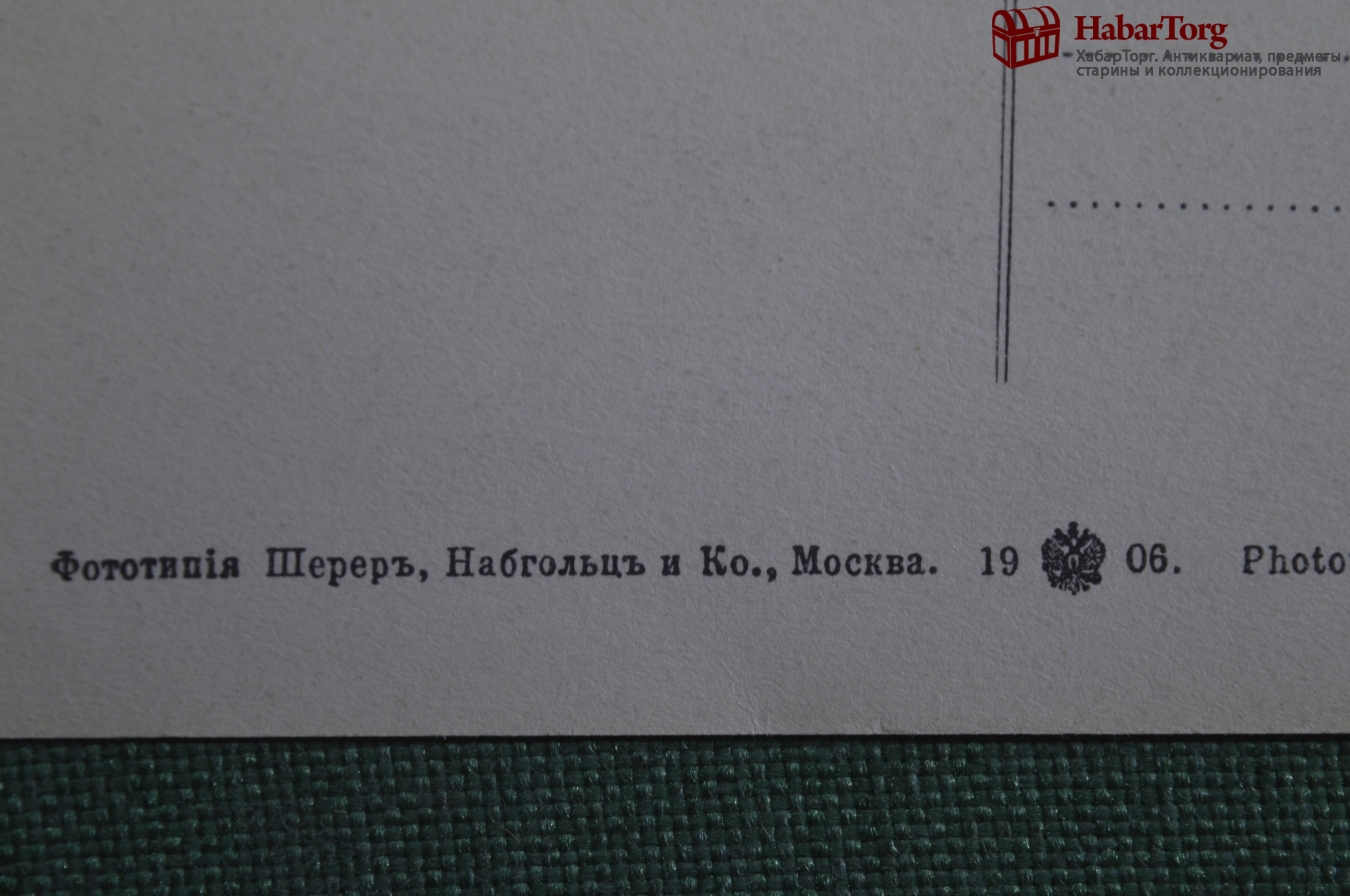 HabarTorg
ХабарТорг. Антиквариат, предметы
старины и коллекционирования
Фототипія Шереръ, Набгольцъ и Ко., Москва. 19 06. Photo